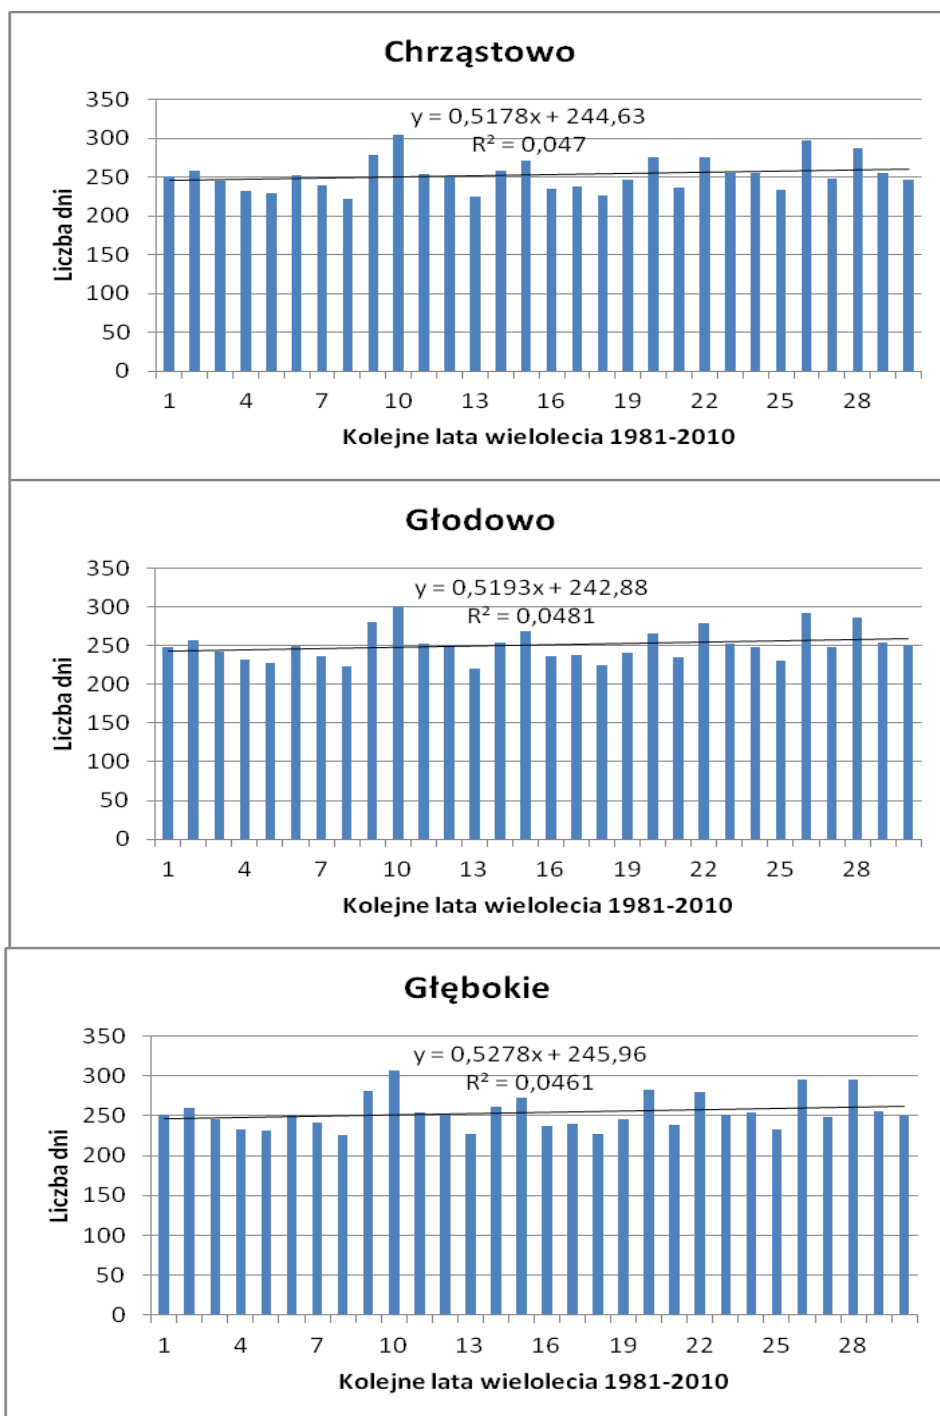 Chrząstowo
y = 0,5178x + 244,63
R² = 0,047
350
300
250
200
150
100
50
0
Liczba dni
1 4 7 10 13 16 19 22 25 28
Kolejne lata wielolecia 1981-2010
Głodowo
y = 0,5193x + 242,88
R² = 0,0481
350
300
250
200
150
100
50
0
Liczba dni
1 4 7 10 13 16 19 22 25 28
Kolejne lata wielolecia 1981-2010
Głębokie
y = 0,5278x + 245,96
R² = 0,0461
350
300
250
200
150
100
50
0
Liczba dni
1 4 7 10 13 16 19 22 25 28
Kolejne lata wielolecia 1981-2010